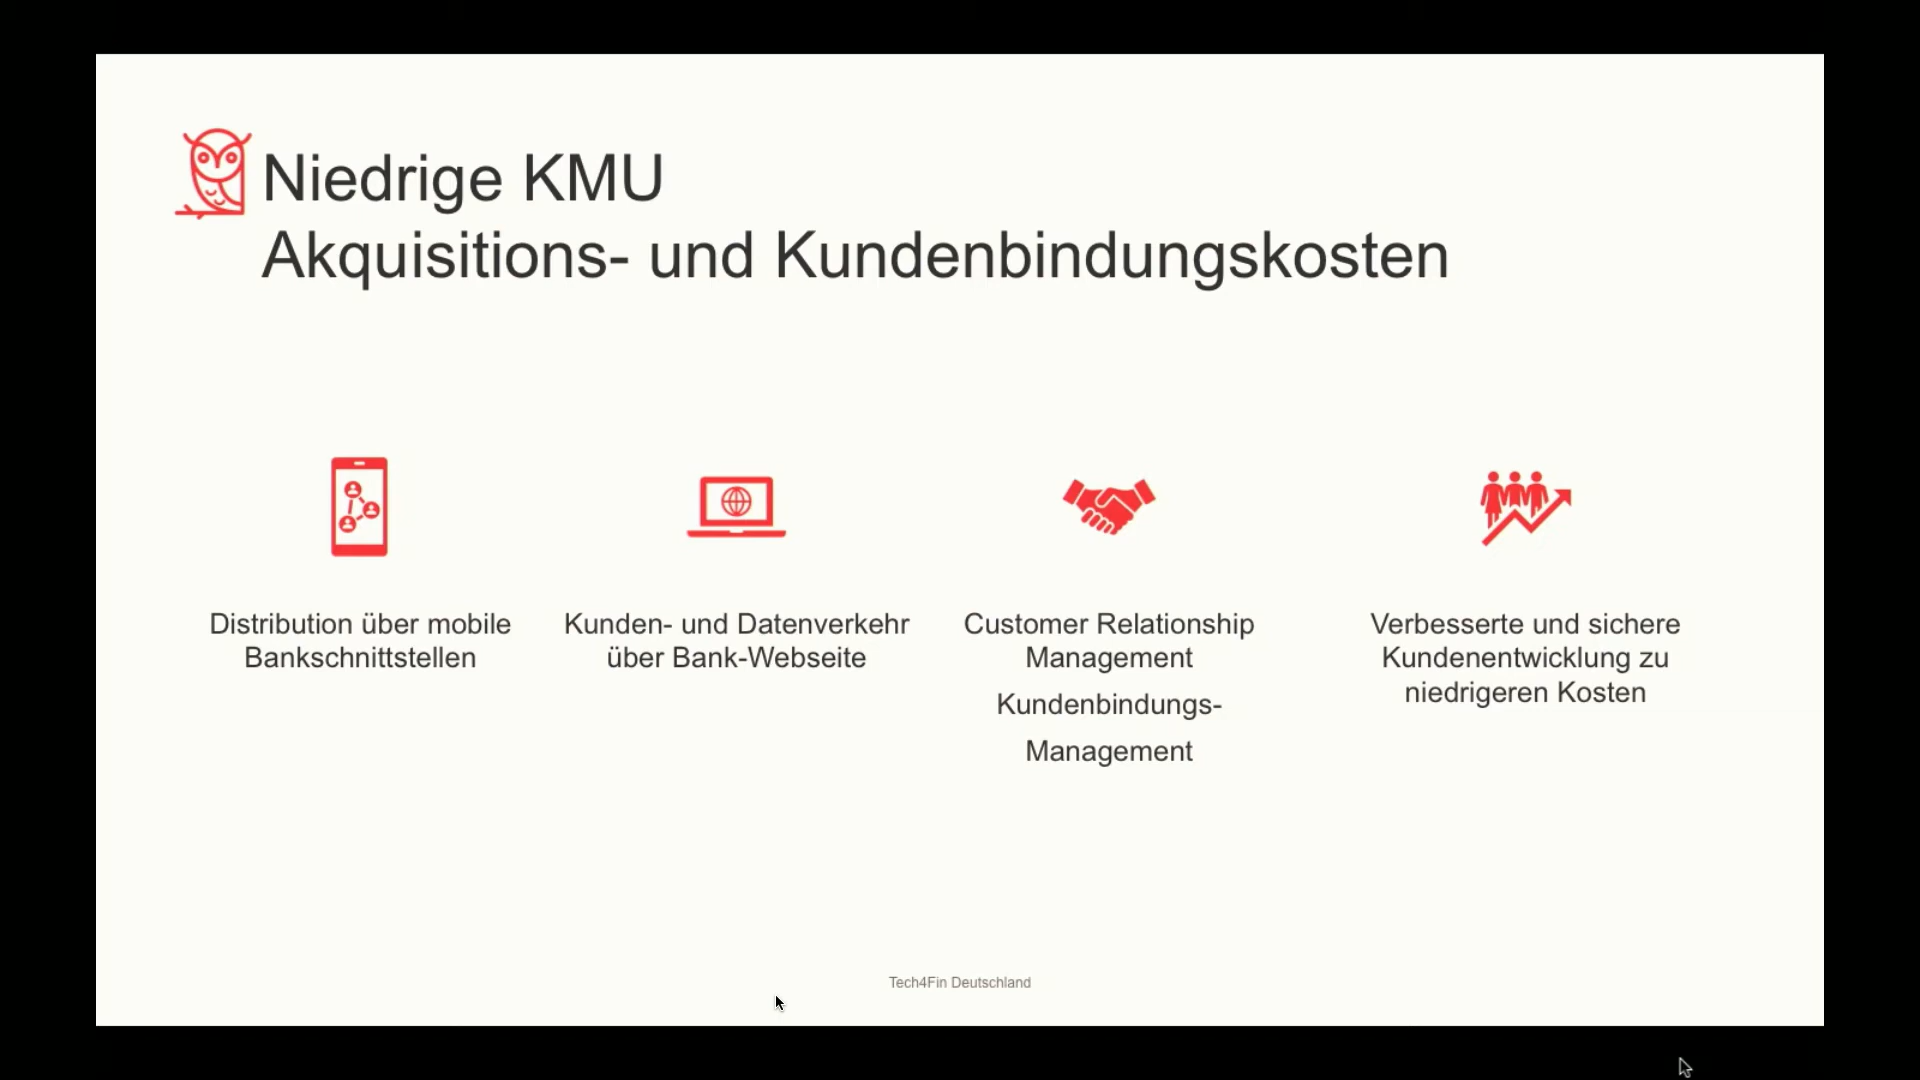 Niedrige KMU
Akquisitions- und Kundenbindungskosten
Distribution über mobile
Bankschnittstellen
Kunden- und Datenverkehr
über Bank-Webseite
Customer Relationship
Management
Kundenbindungs-
Management
Verbesserte und sichere
Kundenentwicklung zu
niedrigeren Kosten
Tech4Fin Deutschland